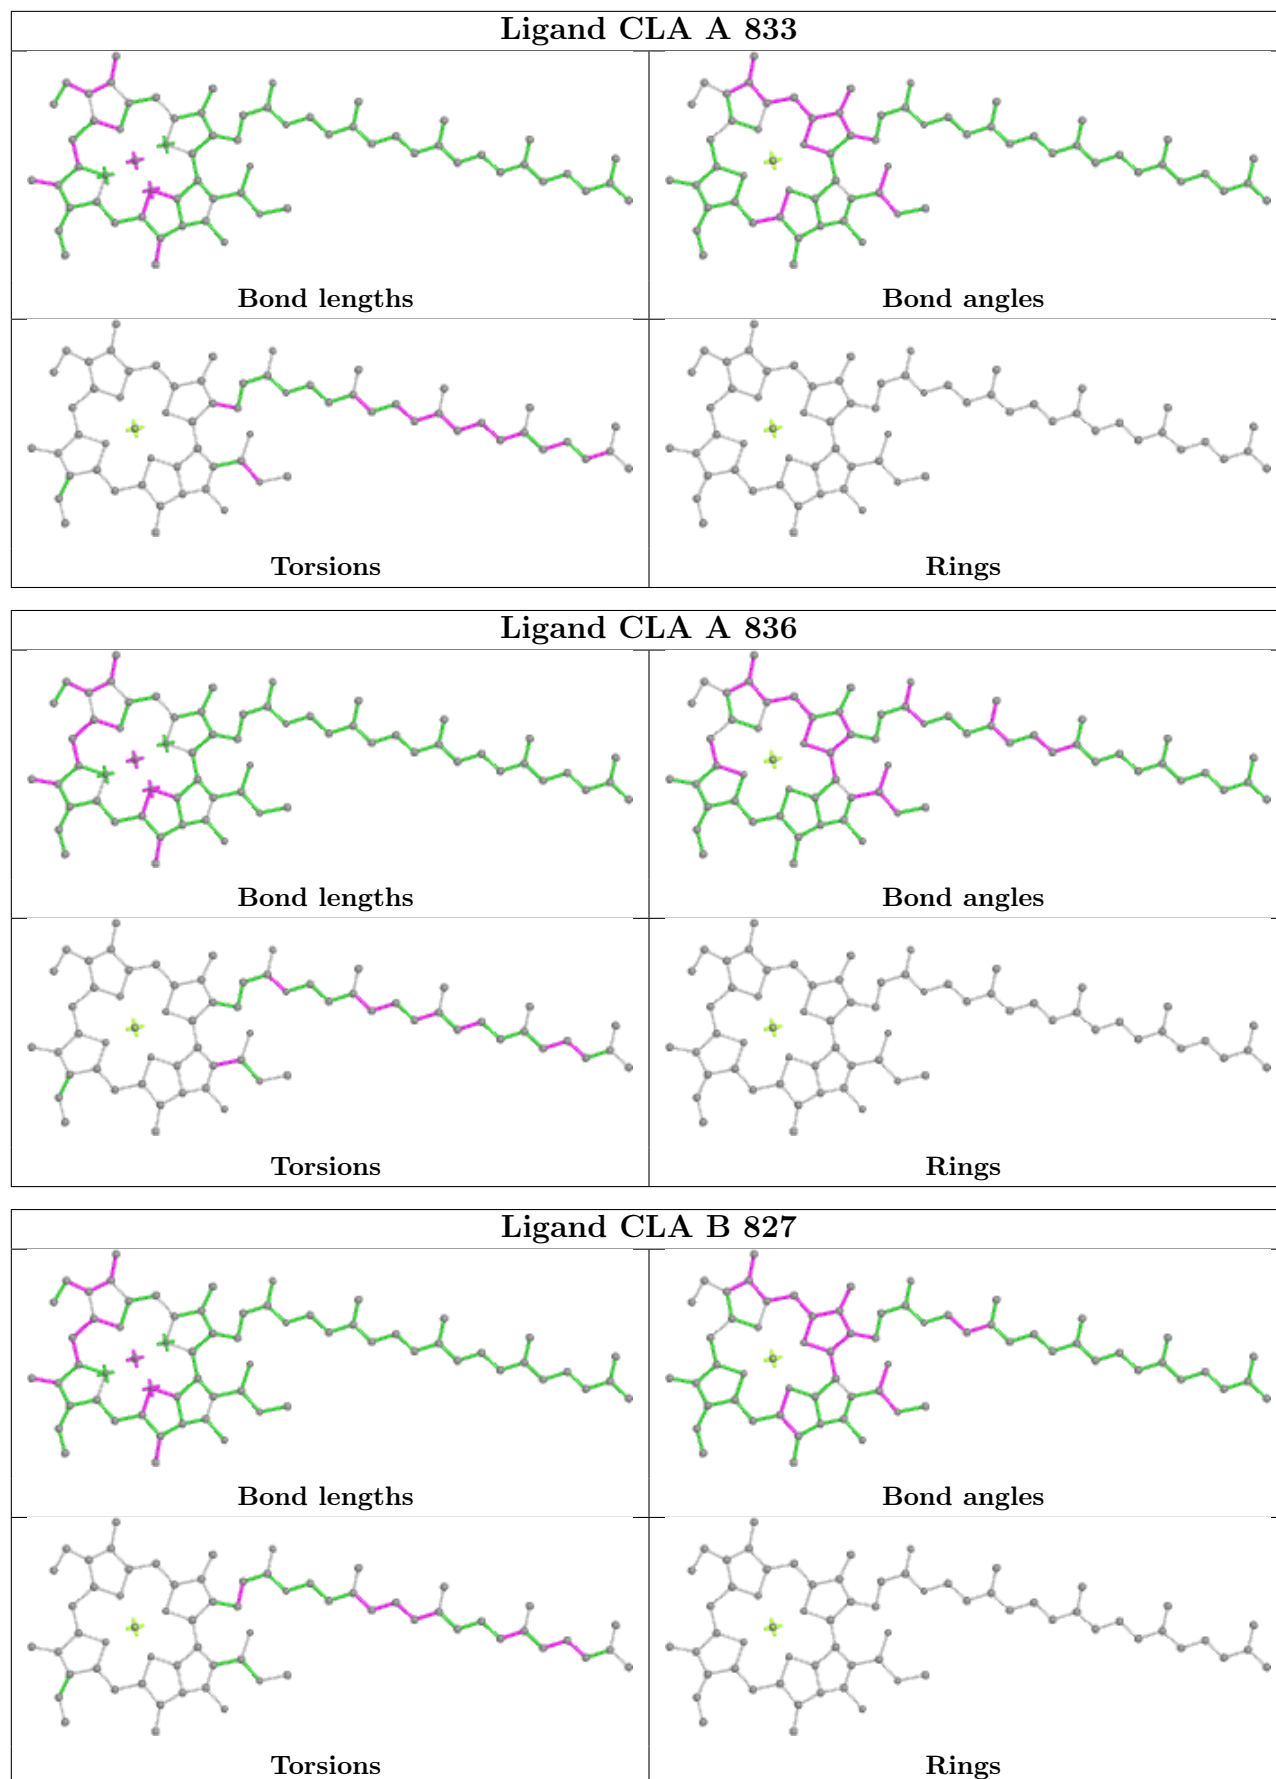 Ligand CLA A 833
Bond lengths
Bond angles
Torsions
Rings
Ligand CLA A 836
Bond lengths
Bond angles
Torsions
Rings
Ligand CLA B 827
Bond lengths
Bond angles
Torsions
Rings